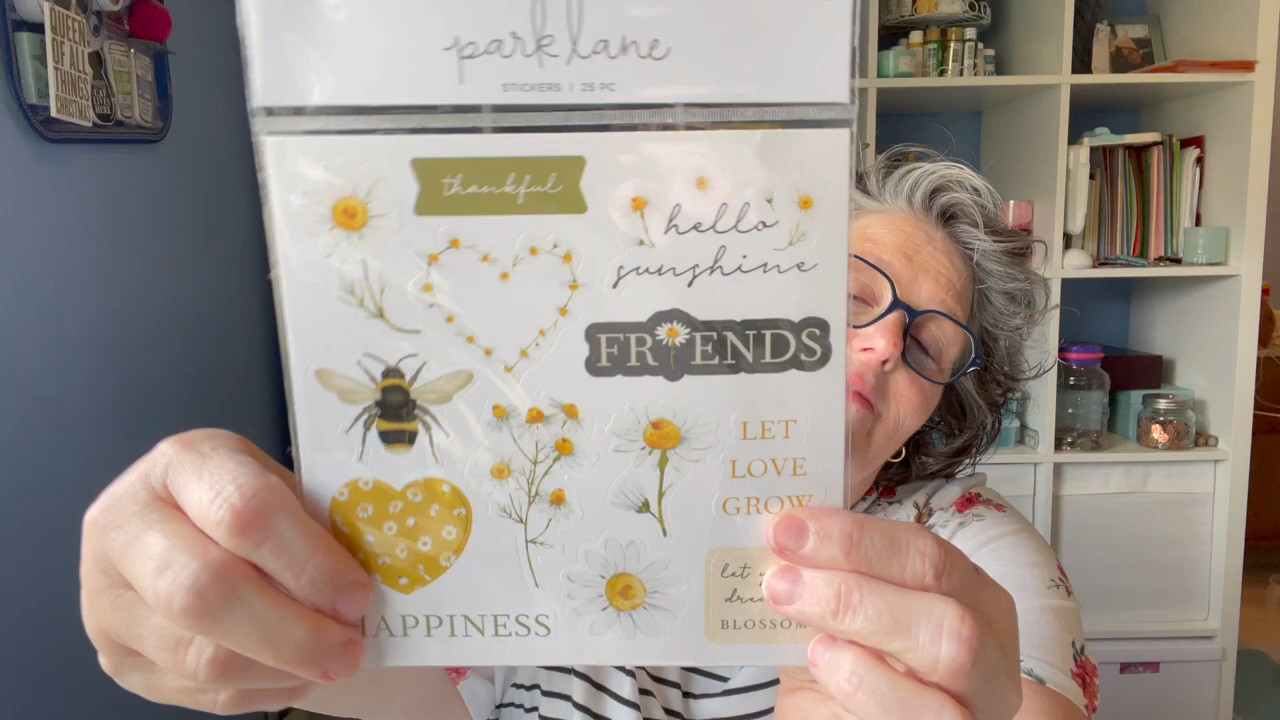 park lane
STICKERS | 25 PC
QUEEN
OF ALL
THINGS
CHRISTMAS
thankful
hello
sunshine
FRIENDS
LET
LOVE
GROW
let
BLOSSOM
HAPPINESS